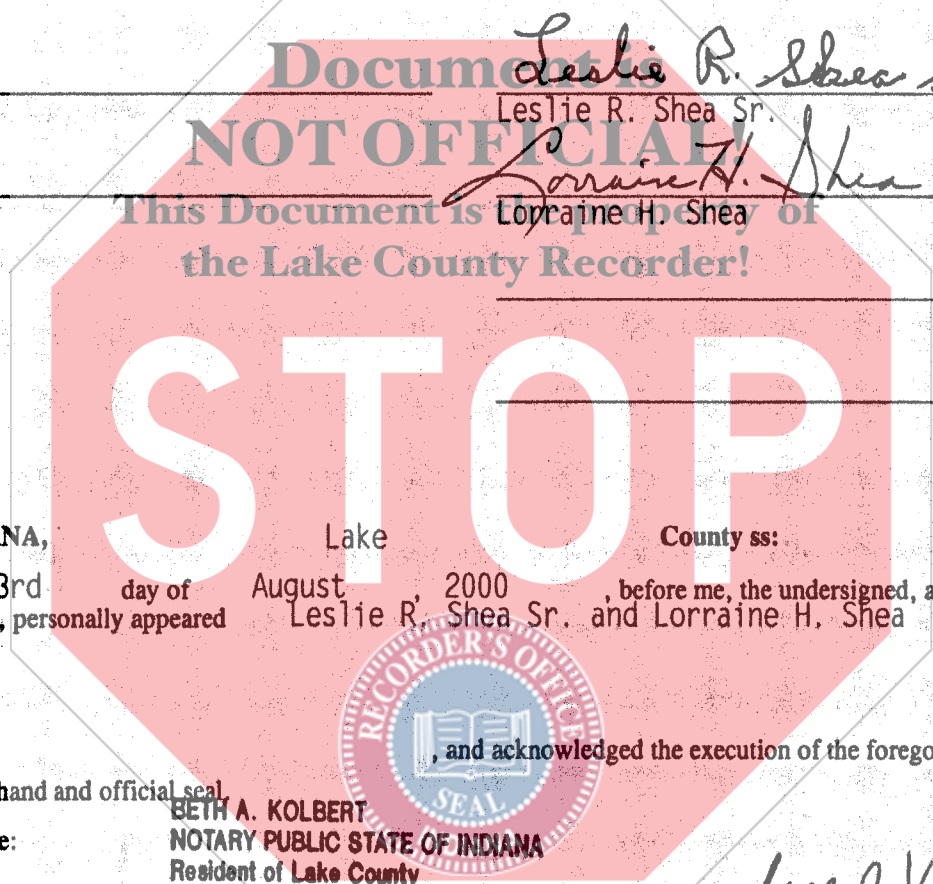 Document is
Leslie R. Shea
Leslie R. Shea Sr.
NOT OFFICIAL!
Lorraine H. Shea
This Document is the property of
Lorraine H. Shea
the Lake County Recorder!
STOP
NA, Lake County ss:
3rd day of August, 2000, before me, the undersigned, a
, personally appeared Leslie R. Shea Sr. and Lorraine H. Shea
RECORDER'S OFFICE
, and acknowledged the execution of the forego
hand and official seal.
SEAL
BETH A. KOLBERT
e: NOTARY PUBLIC STATE OF INDIANA
Resident of Lake County